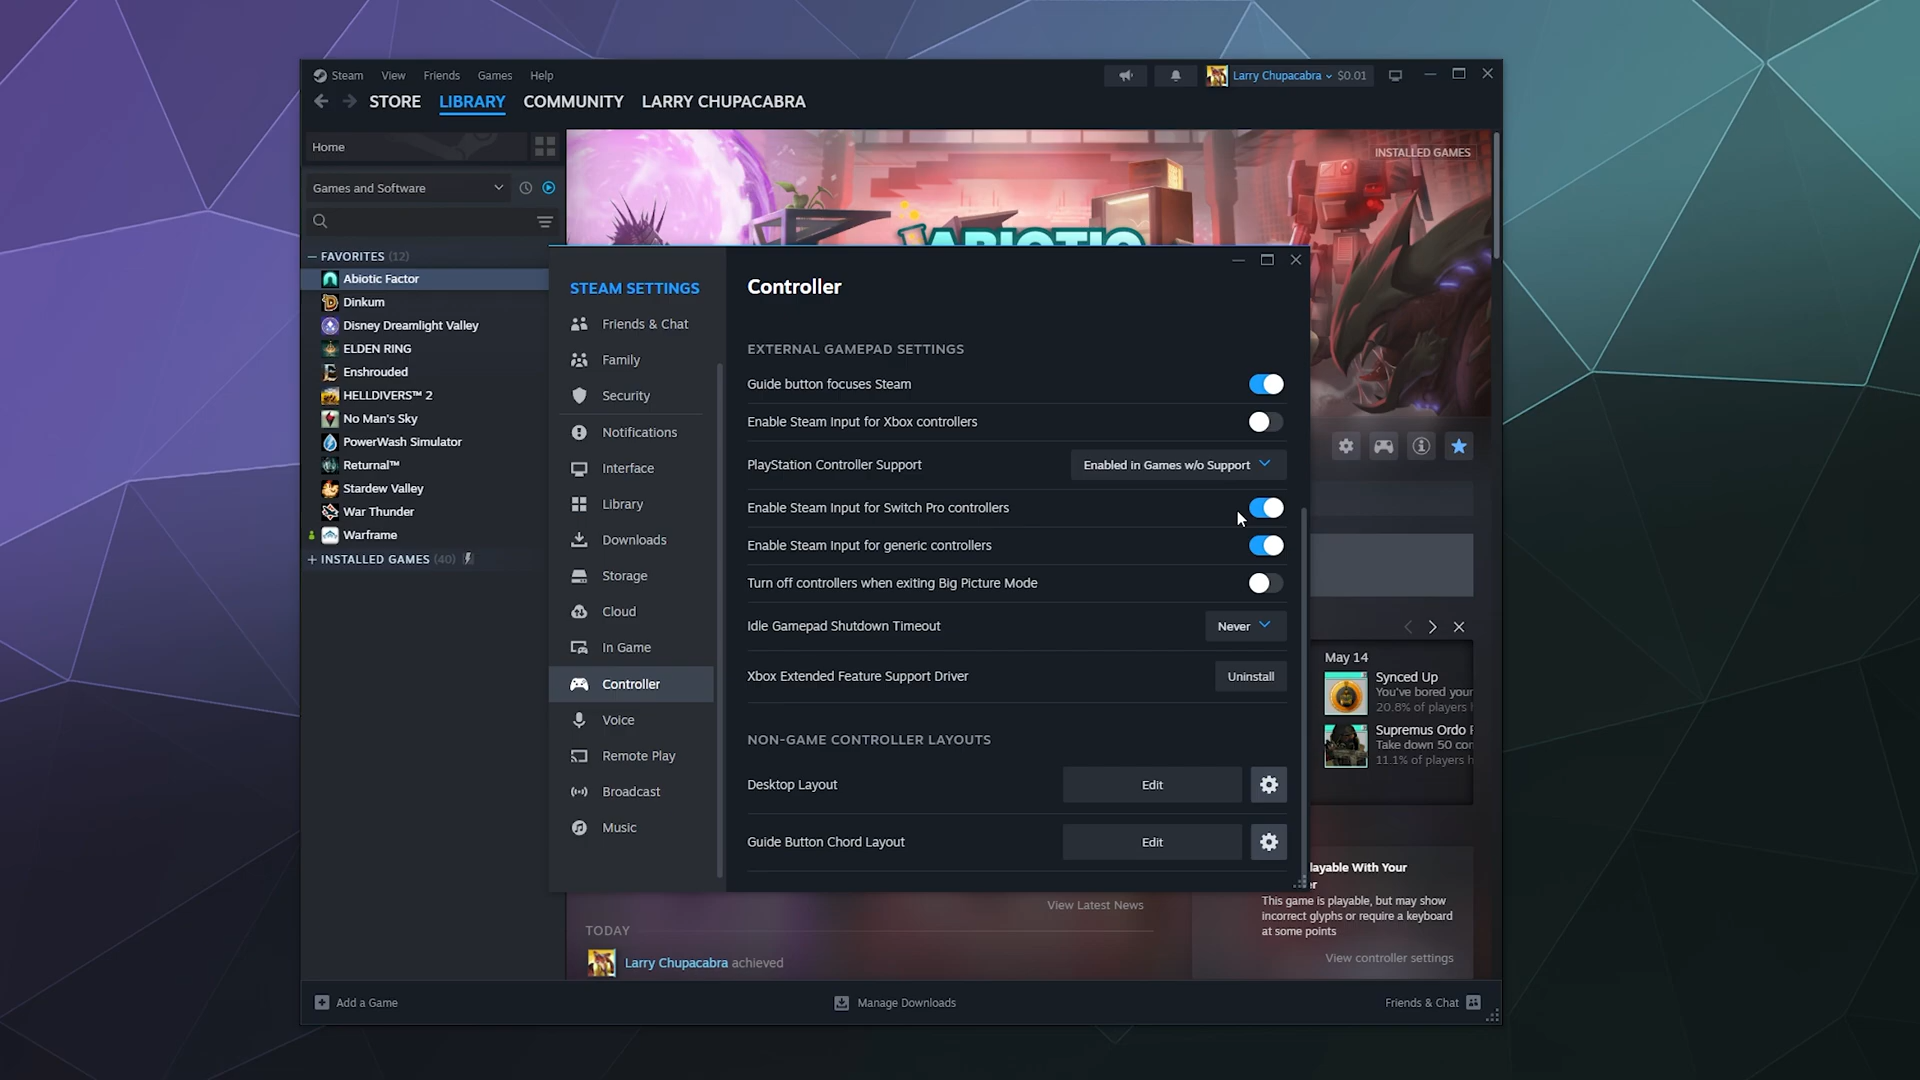 Steam View Friends Games Help
Larry Chupacabra $0.01
STORE LIBRARY COMMUNITY LARRY CHUPACABRA
Home
Games and Software
FAVORITES (12)
Abiotic Factor
Dinkum
Disney Dreamlight Valley
ELDEN RING
Enshrouded
HELLDIVERS™ 2
No Man's Sky
PowerWash Simulator
Returnal™
Stardew Valley
War Thunder
Warframe
INSTALLED GAMES (40)
INSTALLED GAMES
ABIOTIC
STEAM SETTINGS
Friends & Chat
Family
Security
Notifications
Interface
Library
Downloads
Storage
Cloud
In Game
Controller
Voice
Remote Play
Broadcast
Music
Controller
EXTERNAL GAMEPAD SETTINGS
Guide button focuses Steam
Enable Steam Input for Xbox controllers
PlayStation Controller Support Enabled in Games w/o Support
Enable Steam Input for Switch Pro controllers
Enable Steam Input for generic controllers
Turn off controllers when exiting Big Picture Mode
Idle Gamepad Shutdown Timeout Never
Xbox Extended Feature Support Driver Uninstall
NON-GAME CONTROLLER LAYOUTS
Desktop Layout Edit
Guide Button Chord Layout Edit
May 14
Synced Up
You've bored your
20.8% of players h
Supremus Ordo
Take down 50 con
11.1% of players h
layable With Your
r
This game is playable, but may show
incorrect glyphs or require a keyboard
at some points
View controller settings
View Latest News
TODAY
Larry Chupacabra achieved
Add a Game Manage Downloads Friends & Chat